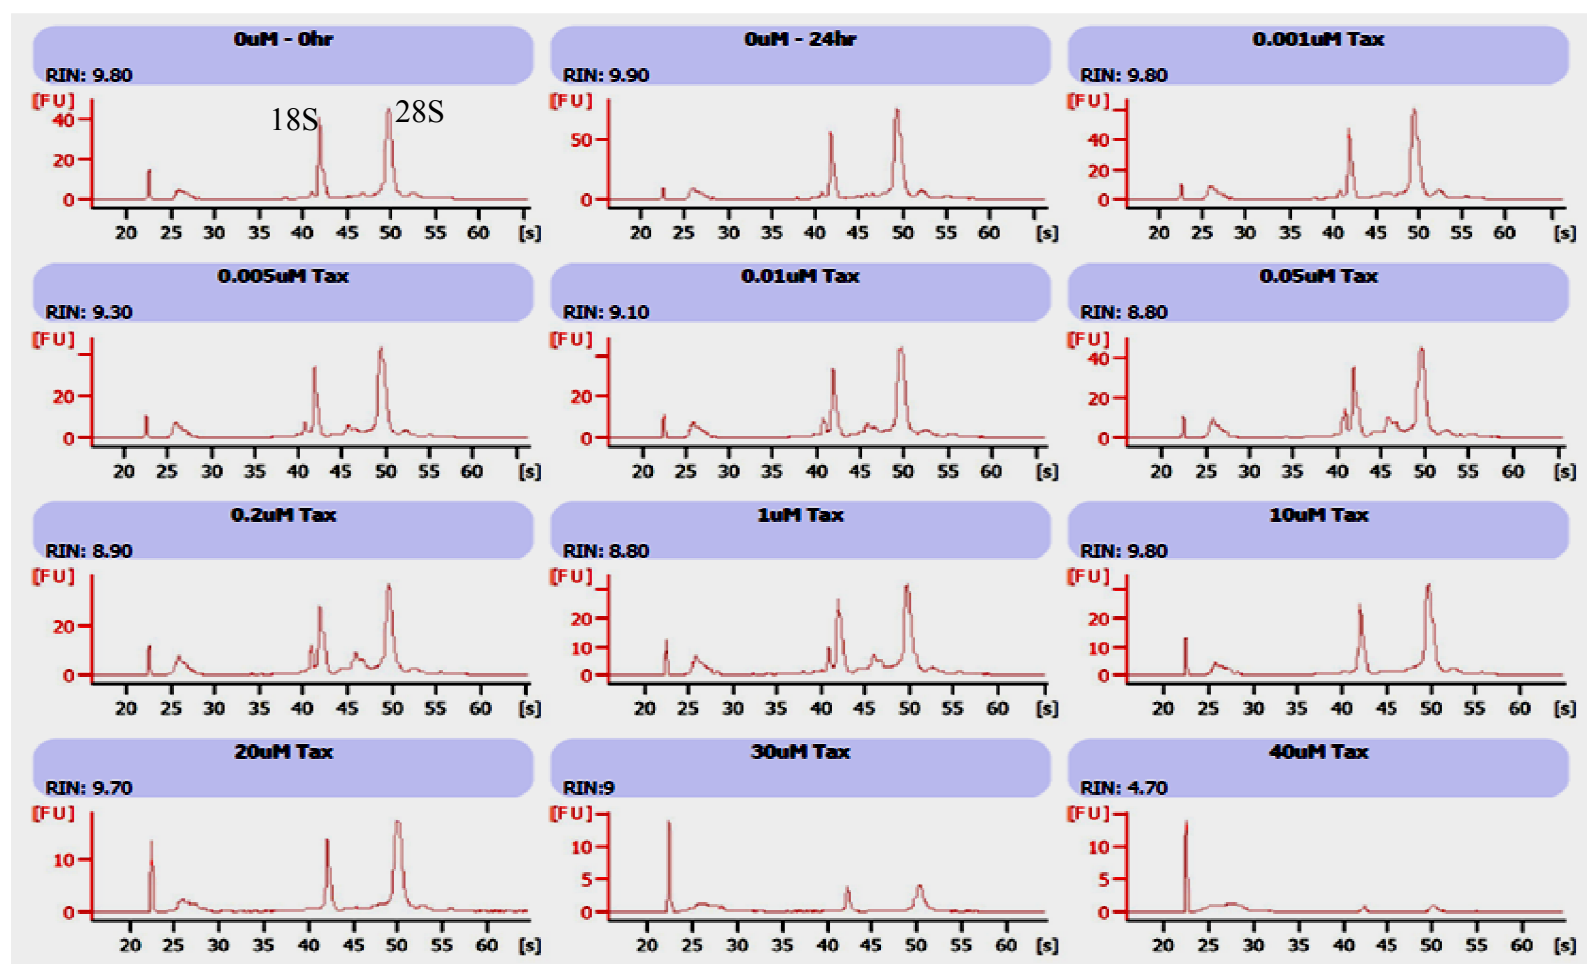 0uM - 0hr
RIN: 9.80
[FU]
40
20
0
18S
28S
20 25 30 35 40 45 50 55 60 [s]
0uM - 24hr
RIN: 9.90
[FU]
50
0
20 25 30 35 40 45 50 55 60 [s]
0.001uM Tax
RIN: 9.80
[FU]
40
20
0
20 25 30 35 40 45 50 55 60 [s]
0.005uM Tax
RIN: 9.30
[FU]
20
0
20 25 30 35 40 45 50 55 60 [s]
0.01uM Tax
RIN: 9.10
[FU]
20
0
20 25 30 35 40 45 50 55 60 [s]
0.05uM Tax
RIN: 8.80
[FU]
40
20
0
20 25 30 35 40 45 50 55 60 [s]
0.2uM Tax
RIN: 8.90
[FU]
20
0
20 25 30 35 40 45 50 55 60 [s]
1uM Tax
RIN: 8.80
[FU]
20
10
0
20 25 30 35 40 45 50 55 60 [s]
10uM Tax
RIN: 9.80
[FU]
20
10
0
20 25 30 35 40 45 50 55 60 [s]
20uM Tax
RIN: 9.70
[FU]
10
0
20 25 30 35 40 45 50 55 60 [s]
30uM Tax
RIN:9
[FU]
10
5
0
20 25 30 35 40 45 50 55 60 [s]
40uM Tax
RIN: 4.70
[FU]
10
5
0
20 25 30 35 40 45 50 55 60 [s]